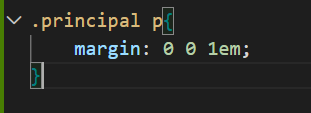 .principal p{
    margin: 0 0 1em;
}